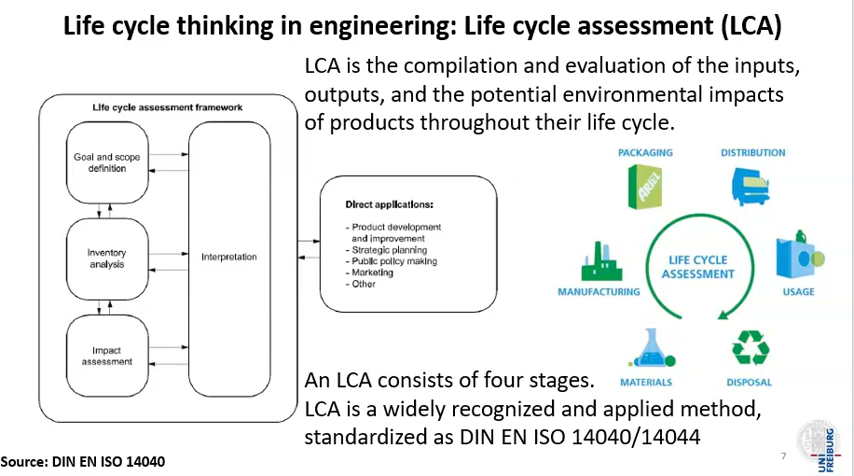 Life cycle thinking in engineering: Life cycle assessment (LCA)
LCA is the compilation and evaluation of the inputs,
outputs, and the potential environmental impacts
of products throughout their life cycle.
Life cycle assessment framework
Goal and scope
definition
Inventory
analysis
Impact
assessment
Interpretation
Direct applications:
- Product development
and improvement
- Strategic planning
- Public policy making
- Marketing
- Other
PACKAGING
DISTRIBUTION
ARIEL
LIFE CYCLE
ASSESSMENT
MANUFACTURING
USAGE
MATERIALS
DISPOSAL
An LCA consists of four stages.
LCA is a widely recognized and applied method,
standardized as DIN EN ISO 14040/14044
Source: DIN EN ISO 14040
7
UNI
FREIBURG